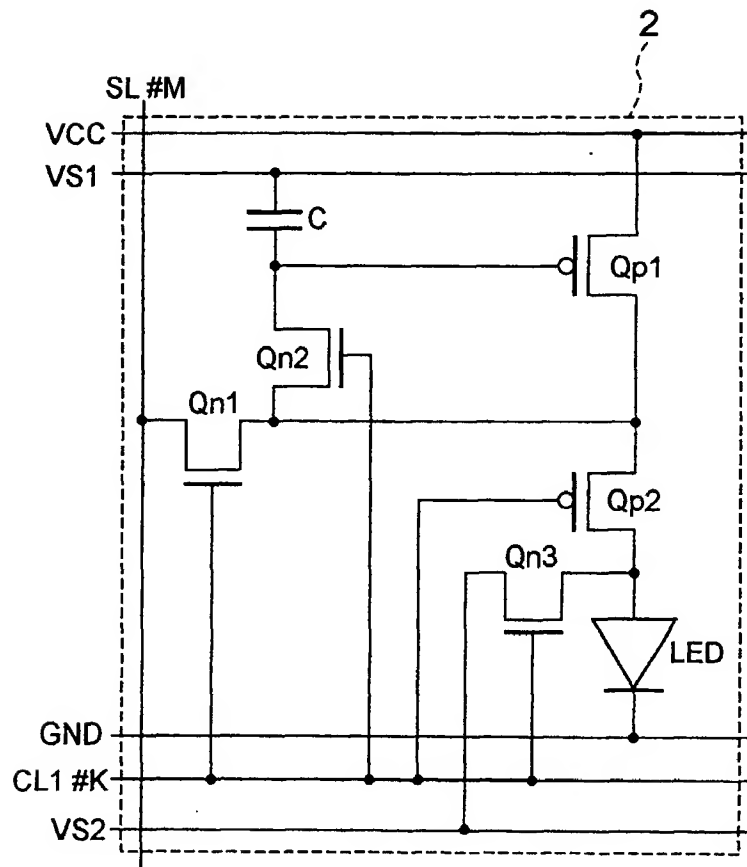 2
SL #M
VCC
VS1
C
Qp1
Qn2
Qn1
Qp2
Qn3
LED
GND
CL1 #K
VS2